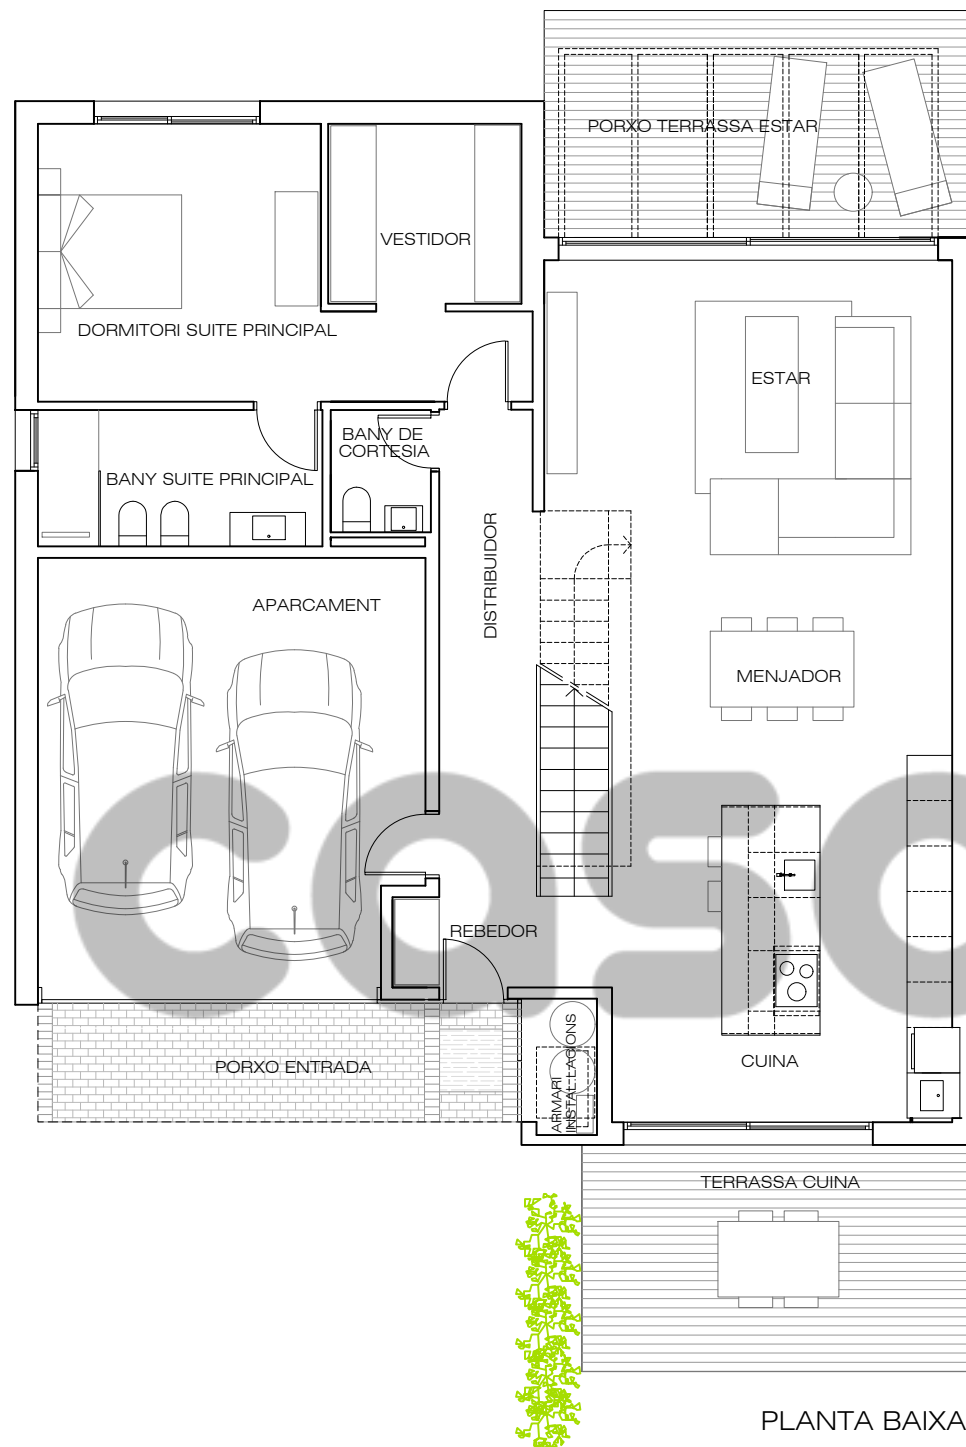 PORXO TERRASSA ESTAR
VESTIDOR
DORMITORI SUITE PRINCIPAL
ESTAR
BANY DE
CORTESIA
BANY SUITE PRINCIPAL
DISTRIBUIDOR
APARCAMENT
MENJADOR
REBEDOR
ARMARI
INSTAL·LACIONS
CUINA
PORXO ENTRADA
TERRASSA CUINA
PLANTA BAIXA